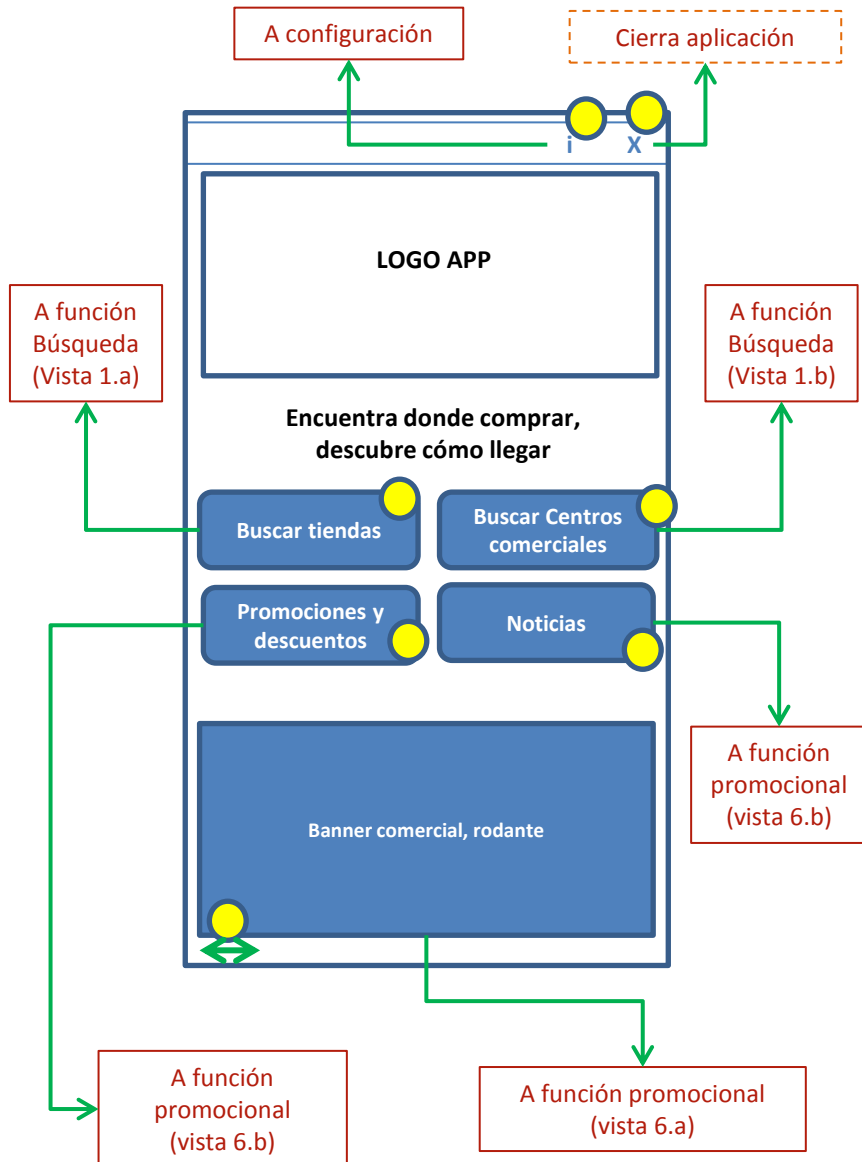 A configuración
Cierra aplicación
i
X
LOGO APP
A función
Búsqueda
(Vista 1.a)
A función
Búsqueda
(Vista 1.b)
Encuentra donde comprar,
descubre cómo llegar
Buscar tiendas
Buscar Centros
comerciales
Promociones y
descuentos
Noticias
A función
promocional
(vista 6.b)
Banner comercial, rodante
A función
promocional
(vista 6.b)
A función promocional
(vista 6.a)